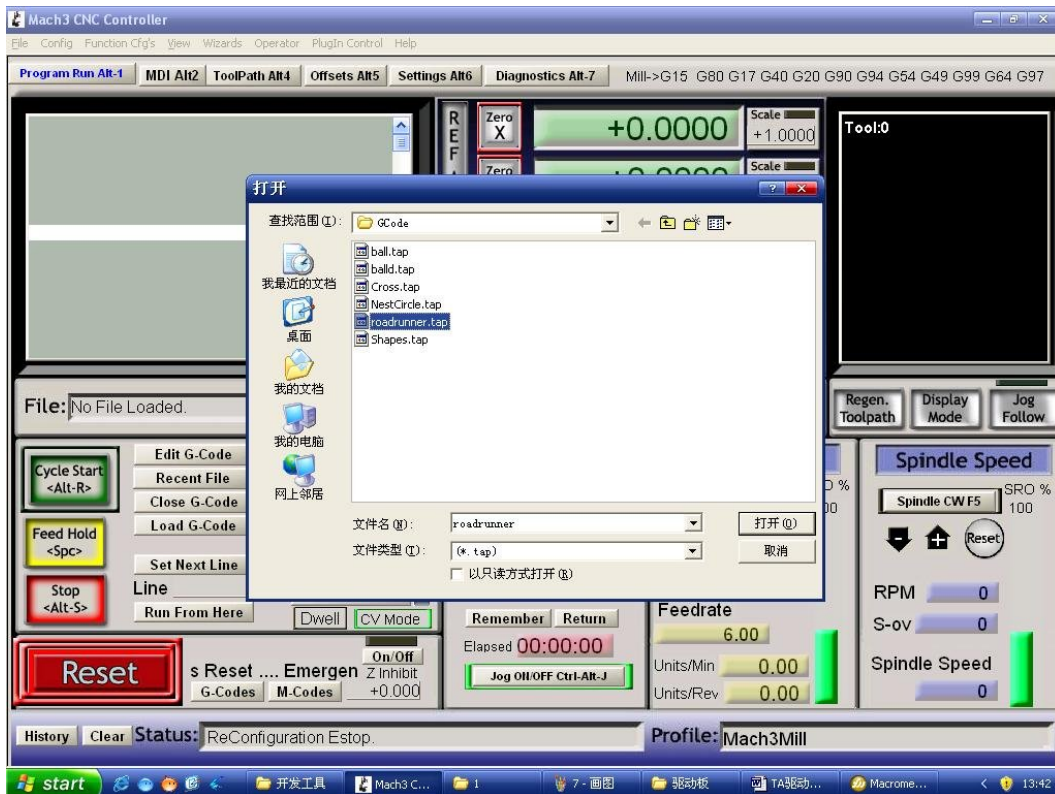 Mach3 CNC Controller
File Config Function Cfg's View Wizards Operator PlugIn Control Help
Program Run Alt-1 MDI Alt2 ToolPath Alt4 Offsets Alt5 Settings Alt6 Diagnostics Alt-7 Mill->G15 G80 G17 G40 G20 G90 G94 G54 G49 G99 G64 G97
REF
Zero X
+0.0000
Scale
+1.0000
Tool:0
Zero
Scale
打开
查找范围(I): GCode
我最近的文档
桌面
我的文档
我的电脑
网上邻居
ball.tap
balld.tap
Cross.tap
NestCircle.tap
roadrunner.tap
Shapes.tap
文件名(N): roadrunner 打开(O)
文件类型(T): (*.tap) 取消
以只读方式打开(R)
File: No File Loaded.
Regen. Toolpath
Display Mode
Jog Follow
Cycle Start <Alt-R>
Feed Hold <Spc>
Stop <Alt-S>
Edit G-Code
Recent File
Close G-Code
Load G-Code
Set Next Line
Line
Run From Here
Dwell CV Mode
Remember Return
Elapsed 00:00:00
Jog ON/OFF Ctrl-Alt-J
Reset
s Reset .... Emergen
G-Codes M-Codes
On/Off
Z Inhibit
+0.000
Feedrate
6.00
Units/Min 0.00
Units/Rev 0.00
Spindle Speed
Spindle CW F5
SRO %
100
Reset
RPM 0
S-ov 0
Spindle Speed
0
History Clear Status: ReConfiguration Estop. Profile: Mach3Mill
start 开发工具 Mach3 C... 1 7 - 画图 驱动板 TA驱动... Macrome... 13:42